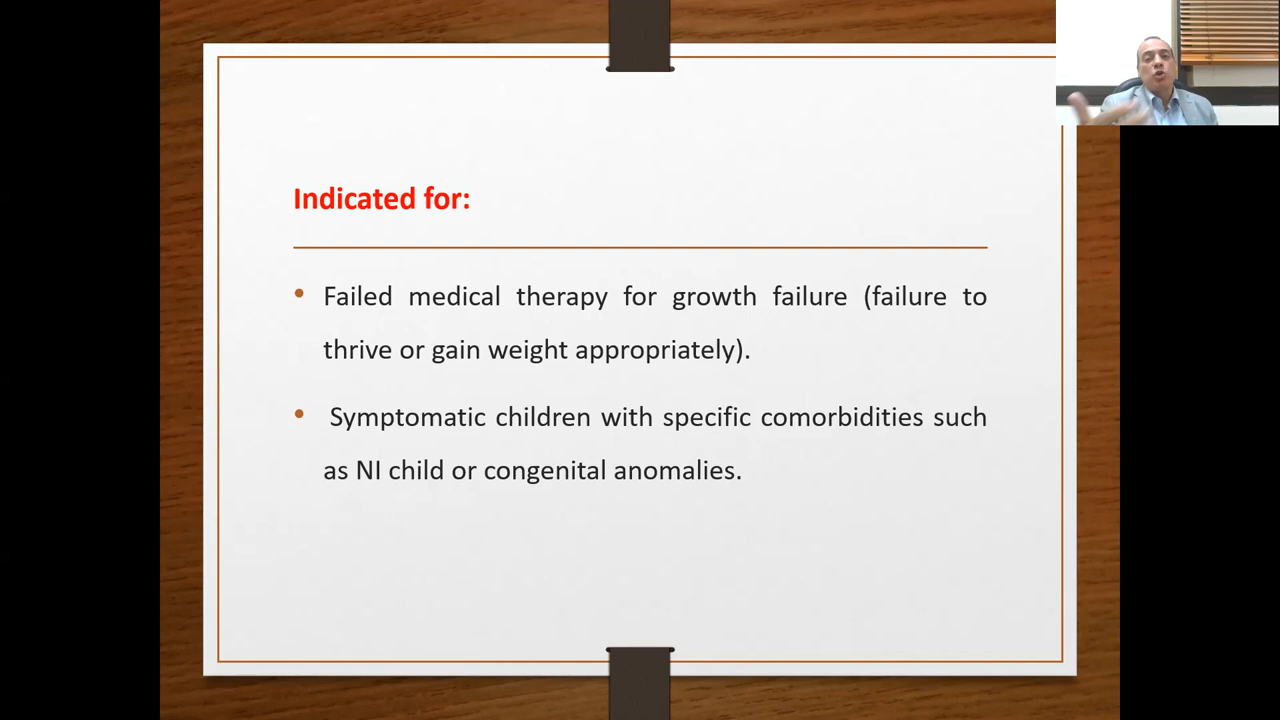 Indicated for:
• Failed medical therapy for growth failure (failure to
thrive or gain weight appropriately).
• Symptomatic children with specific comorbidities such
as NI child or congenital anomalies.